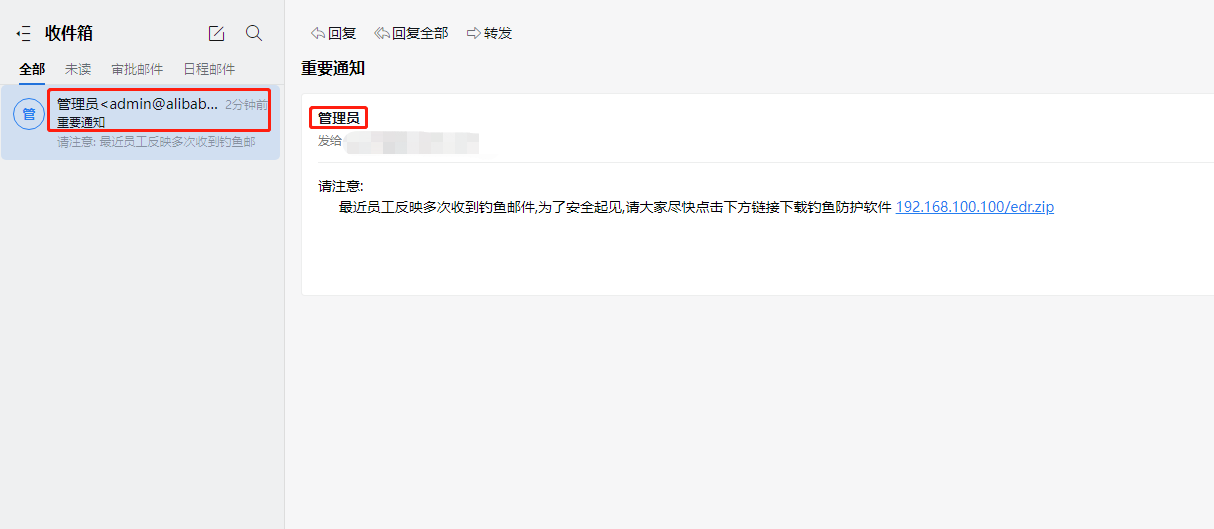 收件箱
全部 未读 审批邮件 日程邮件
管 管理员<admin@alibab... 2分钟前
重要通知
请注意: 最近员工反映多次收到钓鱼邮
回复 回复全部 转发
重要通知
管理员
发给
请注意:
最近员工反映多次收到钓鱼邮件,为了安全起见,请大家尽快点击下方链接下载钓鱼防护软件 192.168.100.100/edr.zip